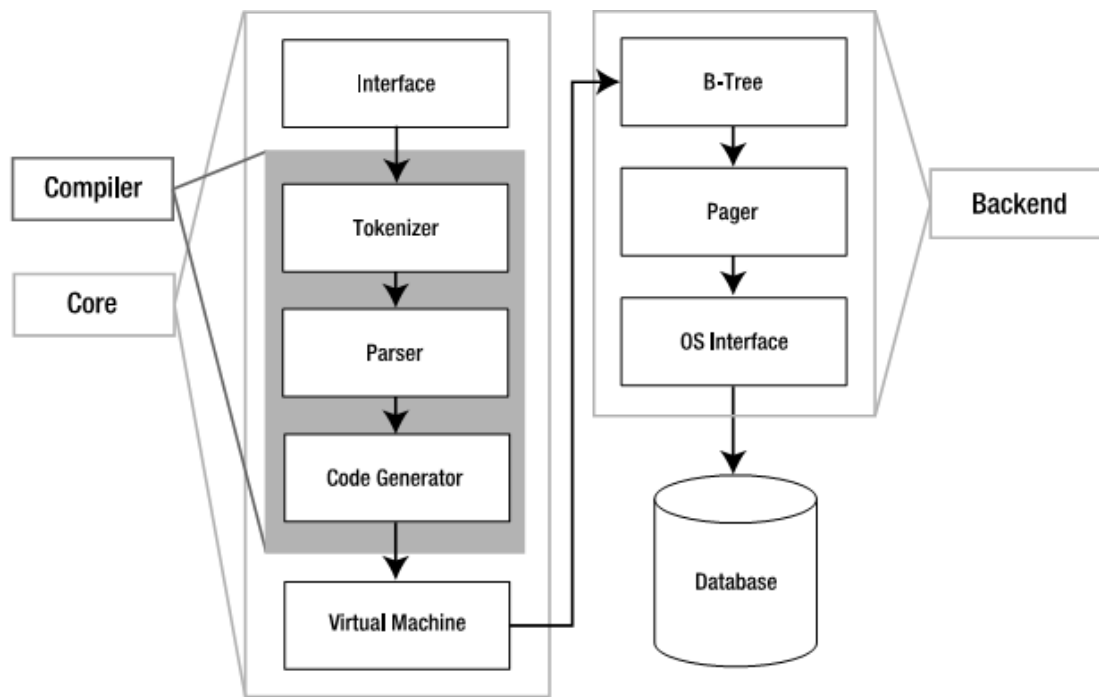 Interface
B-Tree
Compiler
Tokenizer
Pager
Backend
Core
Parser
OS Interface
Code Generator
Database
Virtual Machine